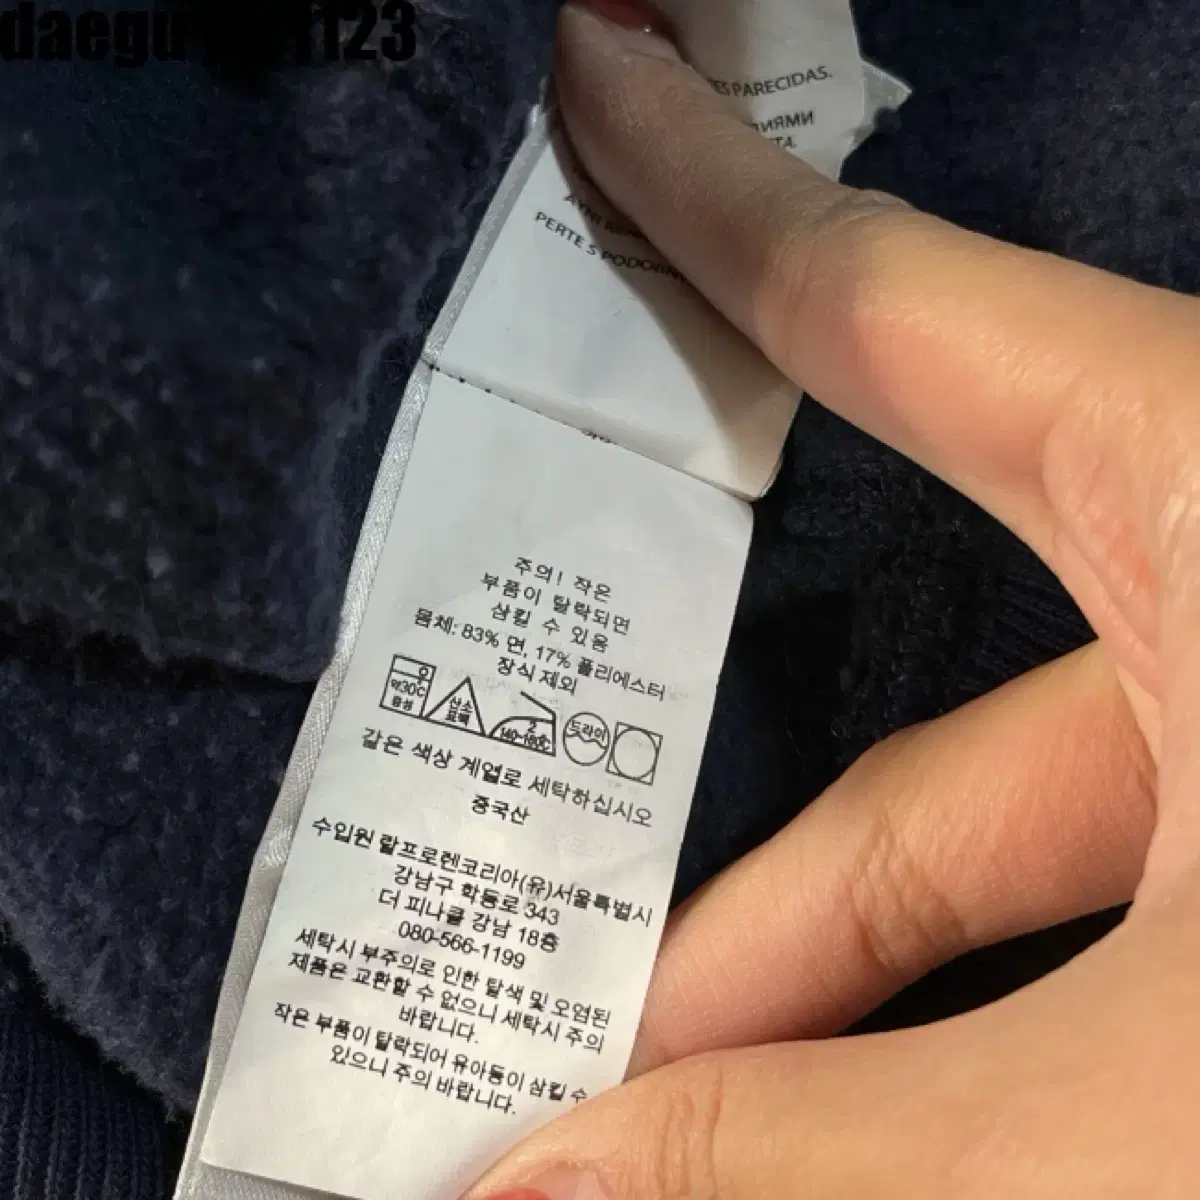 daegu 1123
ES PARECIDAS.
PERTE S PODOBN
주의! 작은
부품이 탈락되면
삼킬 수 있음
몸체: 83% 면, 17% 폴리에스터
장식 제외
약30℃
중성
산소
표백
2
140-160℃
드라이
같은 색상 계열로 세탁하십시오
중국산
수입원 랄프로렌코리아(유)서울특별시
강남구 학동로 343
더 피나클 강남 18층
080-566-1199
세탁시 부주의로 인한 탈색 및 오염된
제품은 교환할 수 없으니 세탁시 주의
바랍니다.
작은 부품이 탈락되어 유아등이 삼킬 수
있으니 주의 바랍니다.